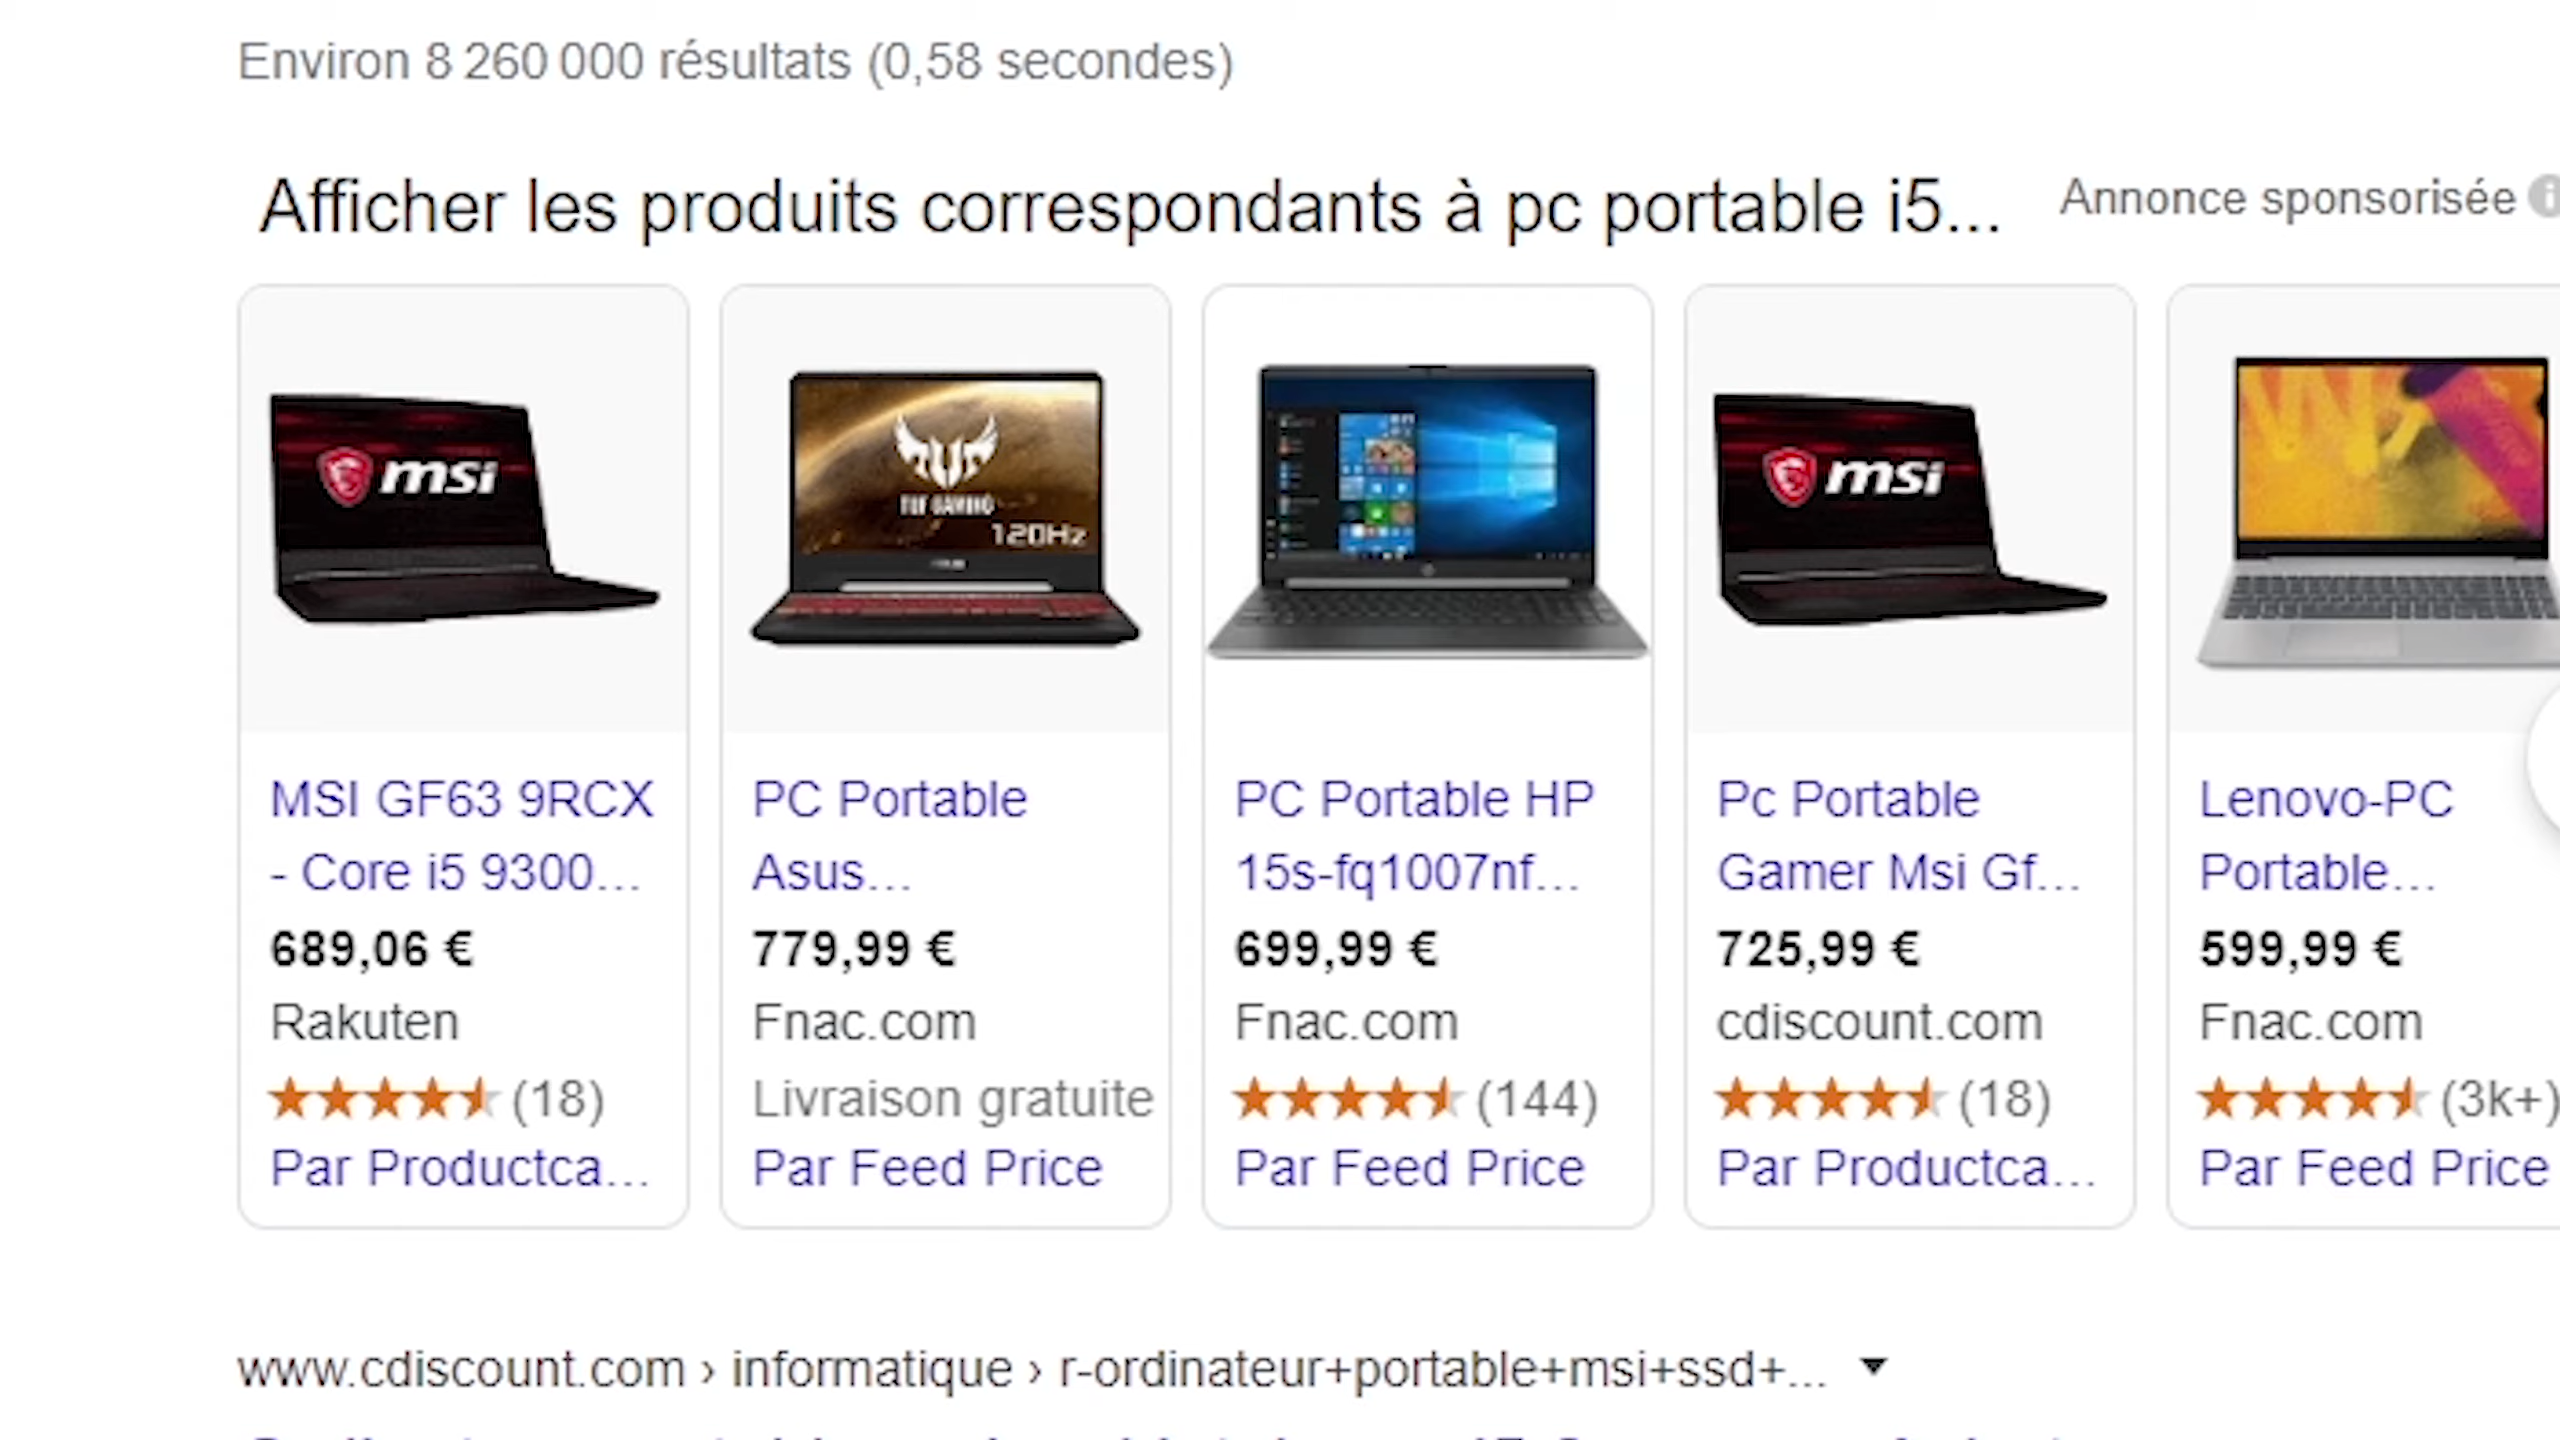 Environ 8 260 000 résultats (0,58 secondes)
Afficher les produits correspondants à pc portable i5...
Annonce sponsorisée
msi
TUF GAMING
120Hz
msi
MSI GF63 9RCX
- Core i5 9300...
689,06 €
Rakuten
(18)
Par Productca...
PC Portable
Asus...
779,99 €
Fnac.com
Livraison gratuite
Par Feed Price
PC Portable HP
15s-fq1007nf...
699,99 €
Fnac.com
(144)
Par Feed Price
Pc Portable
Gamer Msi Gf...
725,99 €
cdiscount.com
(18)
Par Productca...
Lenovo-PC
Portable...
599,99 €
Fnac.com
(3k+)
Par Feed Price
www.cdiscount.com › informatique › r-ordinateur+portable+msi+ssd+...